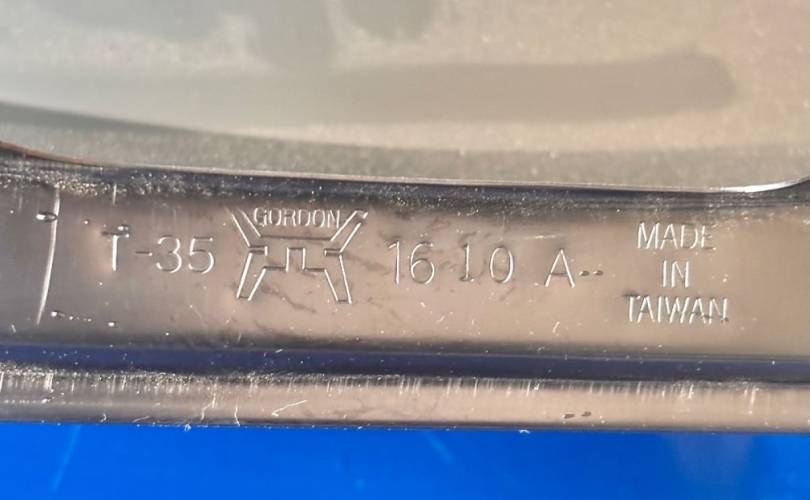 T-35 GORDON 16 10 A--
MADE
IN
TAIWAN